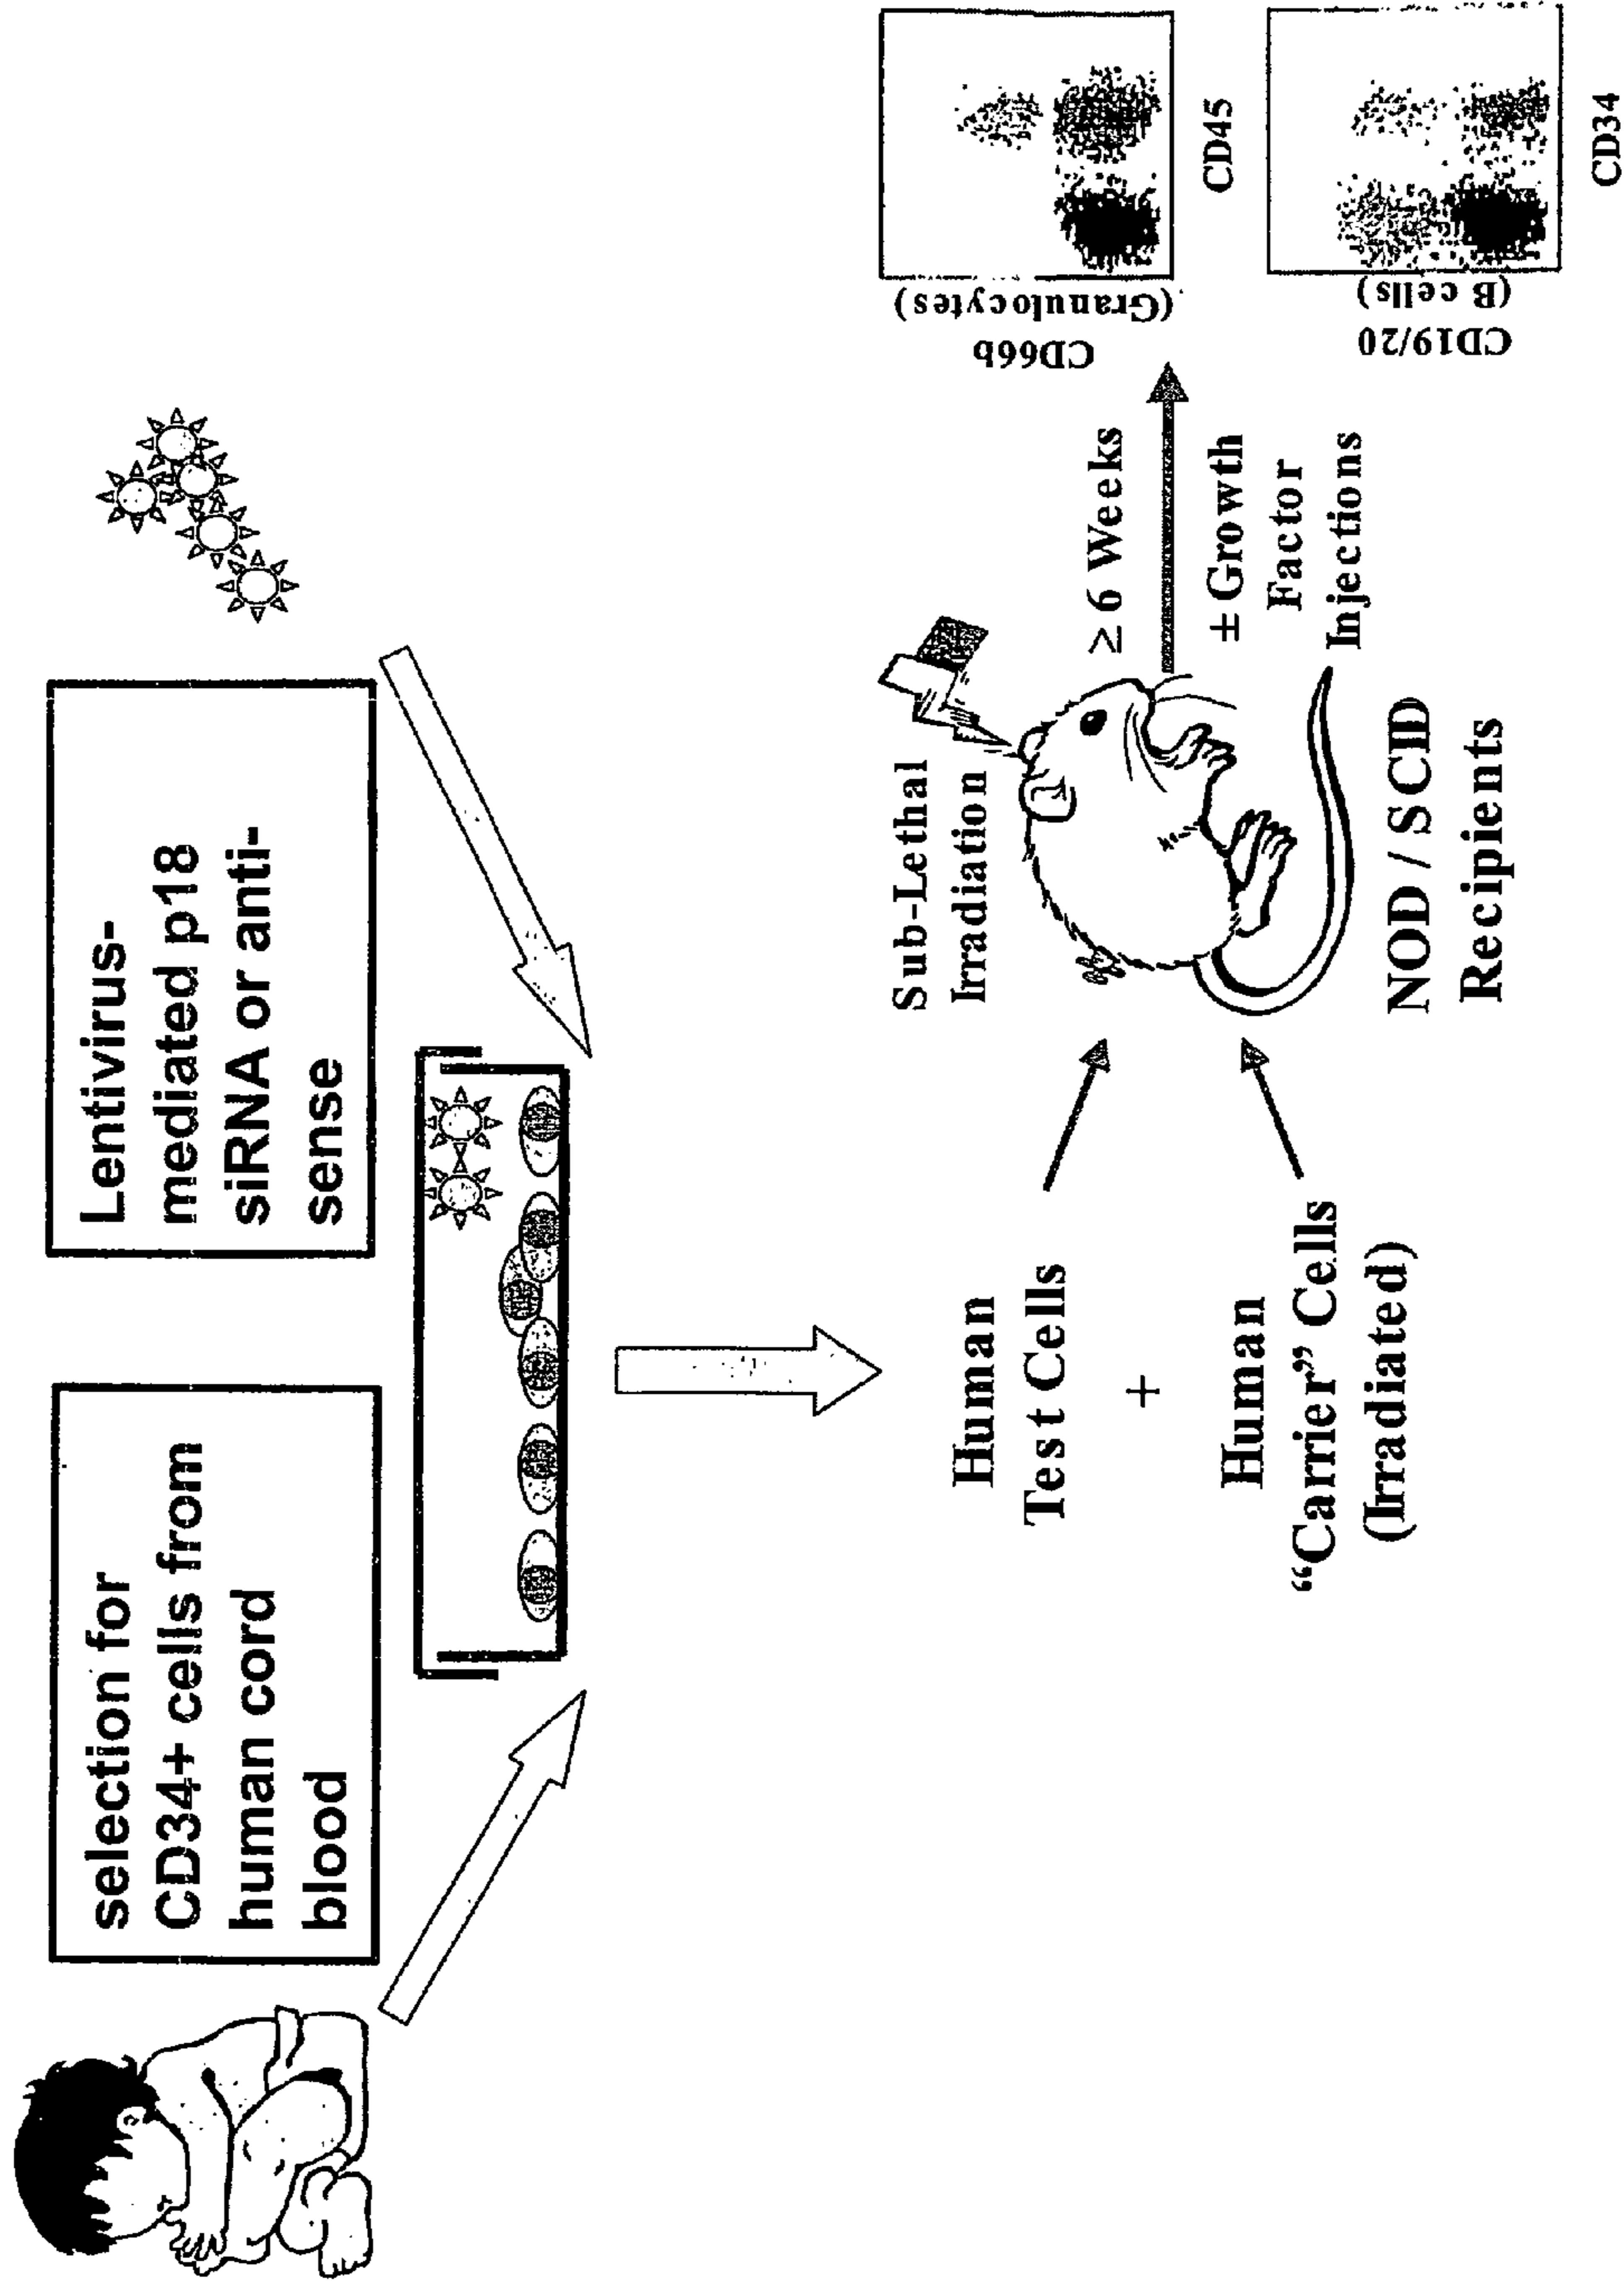 selection for
CD34+ cells from
human cord
blood
Lentivirus-
mediated p18
siRNA or anti-
sense
Human
Test Cells
+
Human
“Carrier” Cells
(Irradiated)
Sub-Lethal
Irradiation
NOD / SCID
Recipients
≥ 6 Weeks
± Growth
Factor
Injections
CD66b
(Granulocytes)
CD45
CD19/20
(B cells)
CD34